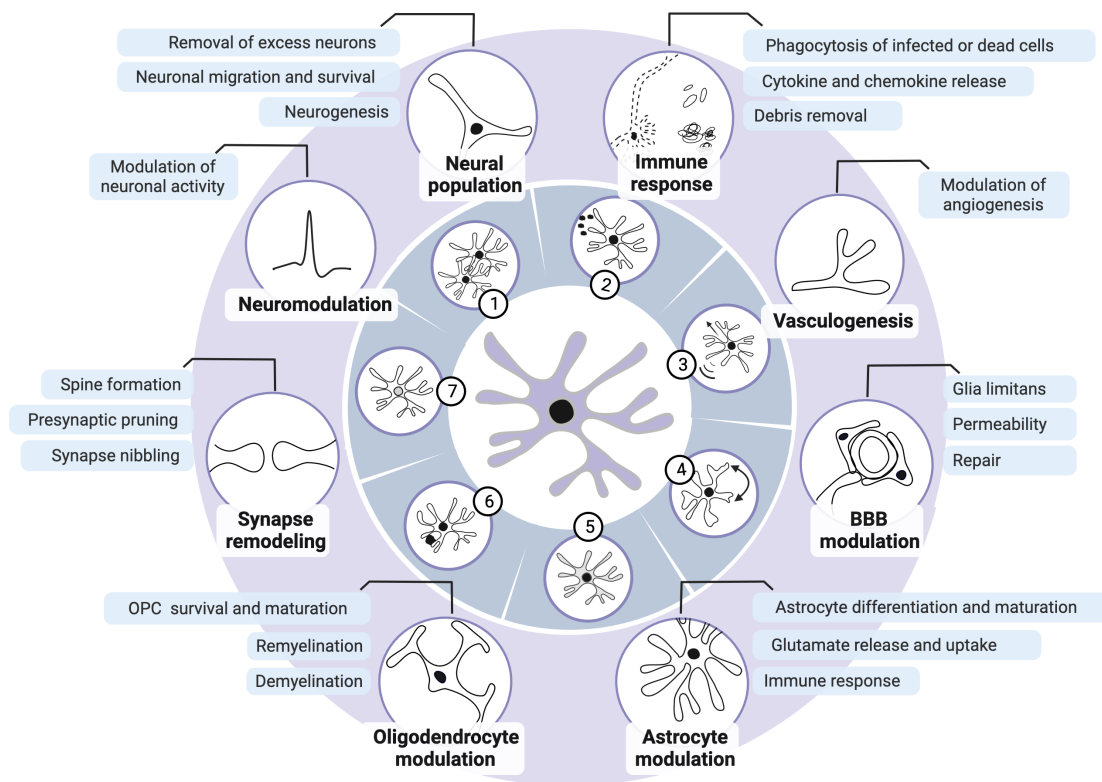 Removal of excess neurons
Neuronal migration and survival
Neurogenesis
Neural
population
Phagocytosis of infected or dead cells
Cytokine and chemokine release
Debris removal
Immune
response
Modulation of
neuronal activity
Neuromodulation
Modulation of
angiogenesis
Vasculogenesis
1
2
3
4
5
6
7
Spine formation
Presynaptic pruning
Synapse nibbling
Synapse
remodeling
Glia limitans
Permeability
Repair
BBB
modulation
OPC survival and maturation
Remyelination
Demyelination
Oligodendrocyte
modulation
Astrocyte differentiation and maturation
Glutamate release and uptake
Immune response
Astrocyte
modulation